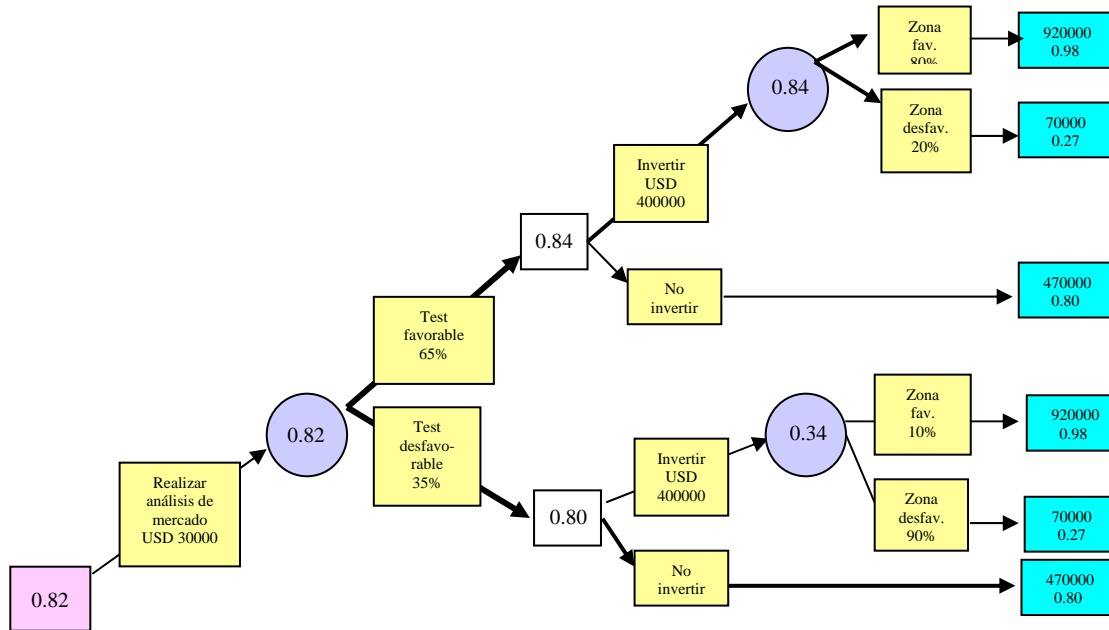 Zona
fav.
80%
920000
0.98
0.84
Zona
desfav.
20%
70000
0.27
Invertir
USD
400000
0.84
No
invertir
470000
0.80
Test
favorable
65%
0.82
Test
desfavo-
rable
35%
Zona
fav.
10%
920000
0.98
0.34
Invertir
USD
400000
Zona
desfav.
90%
70000
0.27
0.80
No
invertir
470000
0.80
Realizar
análisis de
mercado
USD 30000
0.82